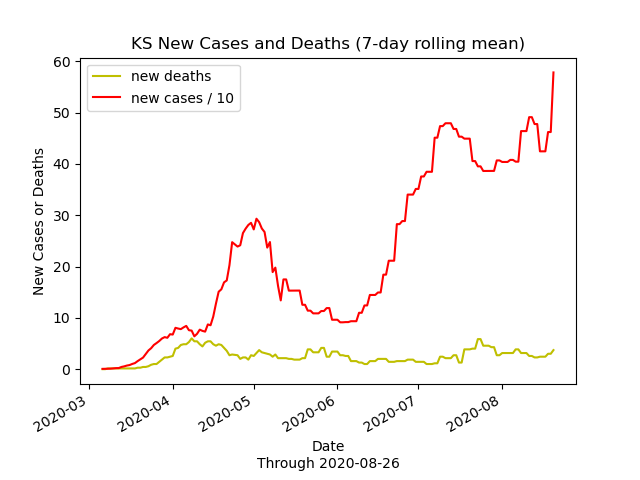 KS New Cases and Deaths (7-day rolling mean)
new deaths
new cases / 10
60
50
40
30
20
10
0
New Cases or Deaths
2020-03
2020-04
2020-05
2020-06
2020-07
2020-08
Date
Through 2020-08-26